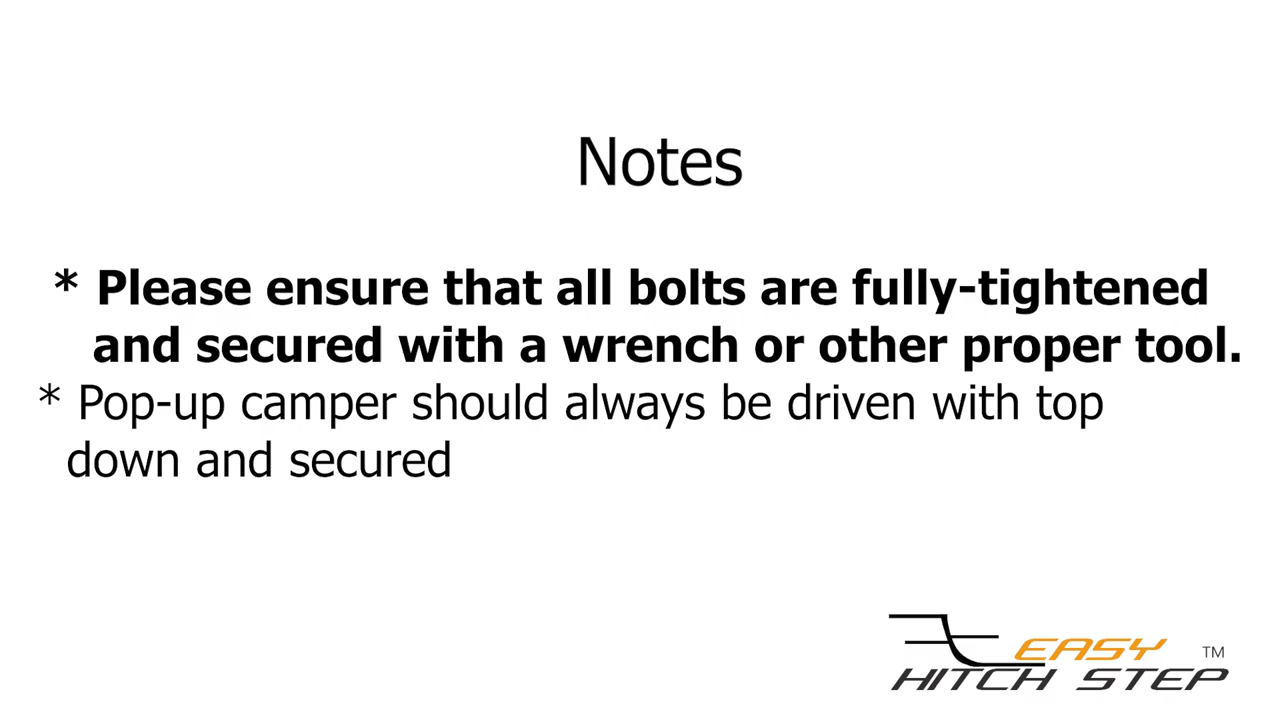 Notes
* Please ensure that all bolts are fully-tightened
and secured with a wrench or other proper tool.
* Pop-up camper should always be driven with top
down and secured
EASY TM
HITCH STEP